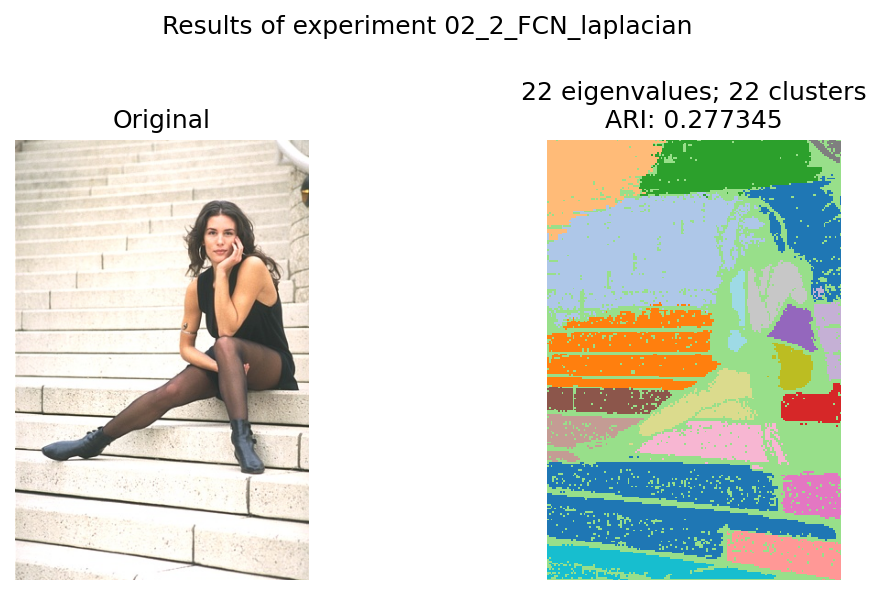 Results of experiment 02_2_FCN_laplacian
Original
22 eigenvalues; 22 clusters
ARI: 0.277345